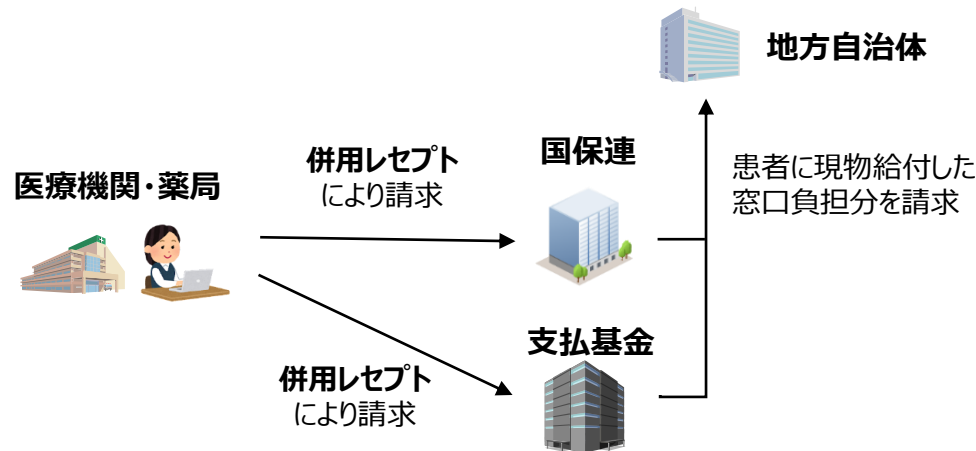 地方自治体
併用レセプト
により請求
国保連
患者に現物給付した
窓口負担分を請求
医療機関・薬局
支払基金
併用レセプト
により請求